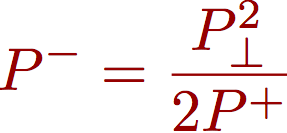 P^- = \frac{P_\perp^2}{2P^+}